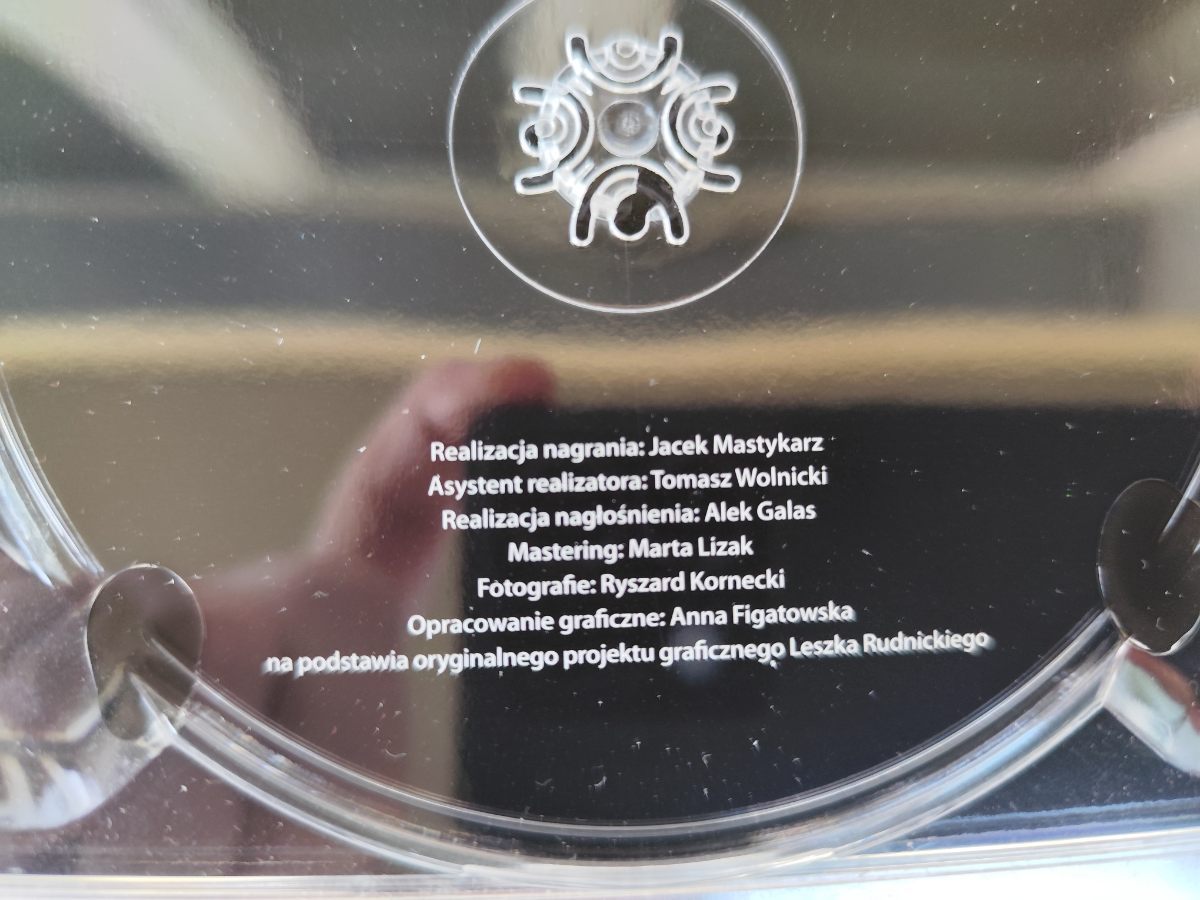 Realizacja nagrania: Jacek Mastykarz
Asystent realizatora: Tomasz Wolnicki
Realizacja nagłośnienia: Alek Galas
Mastering: Marta Lizak
Fotografie: Ryszard Kornecki
Opracowanie graficzne: Anna Figatowska
na podstawia oryginalnego projektu graficznego Leszka Rudnickiego